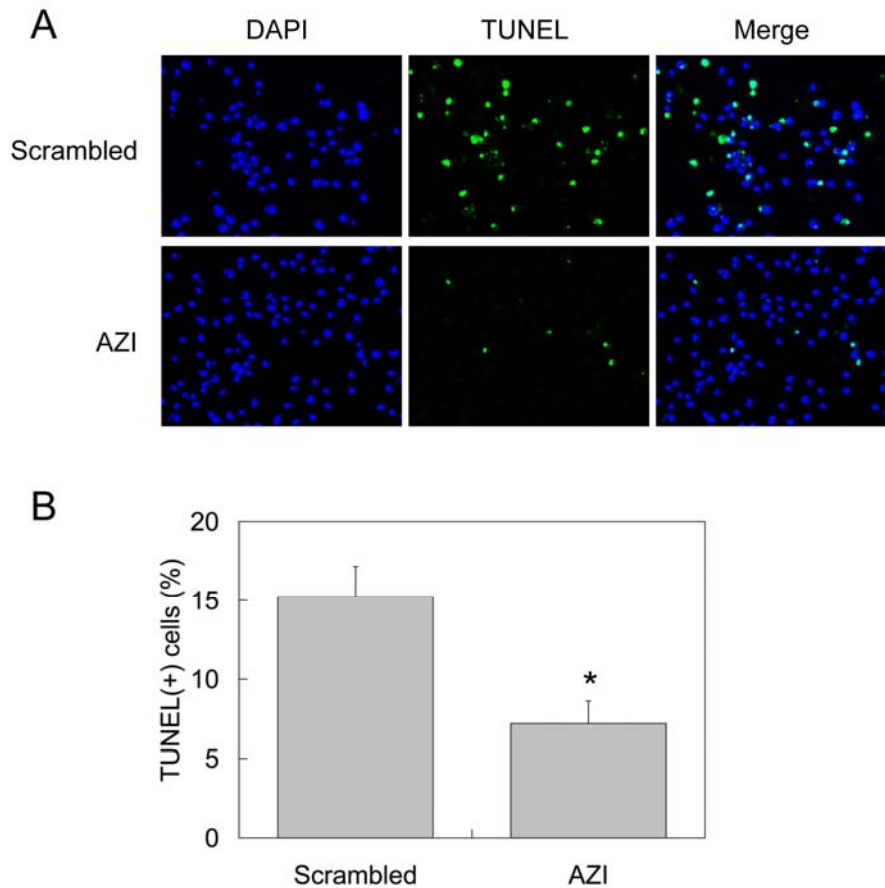 A
DAPI TUNEL Merge
Scrambled
AZI
B
TUNEL(+) cells (%)
20
15
10
5
0
*
Scrambled AZI